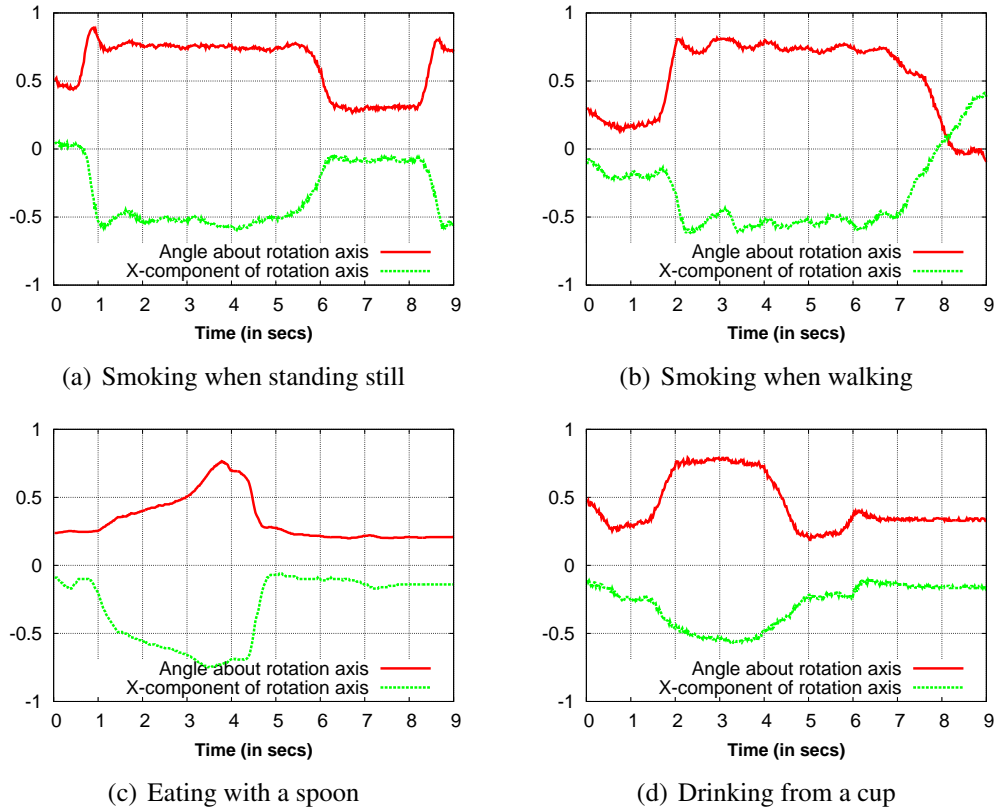 1
0.5
0
-0.5
-1
0 1 2 3 4 5 6 7 8 9
Angle about rotation axis
X-component of rotation axis
Time (in secs)
(a) Smoking when standing still
1
0.5
0
-0.5
-1
0 1 2 3 4 5 6 7 8 9
Angle about rotation axis
X-component of rotation axis
Time (in secs)
(b) Smoking when walking
1
0.5
0
-0.5
-1
0 1 2 3 4 5 6 7 8 9
Angle about rotation axis
X-component of rotation axis
Time (in secs)
(c) Eating with a spoon
1
0.5
0
-0.5
-1
0 1 2 3 4 5 6 7 8 9
Angle about rotation axis
X-component of rotation axis
Time (in secs)
(d) Drinking from a cup